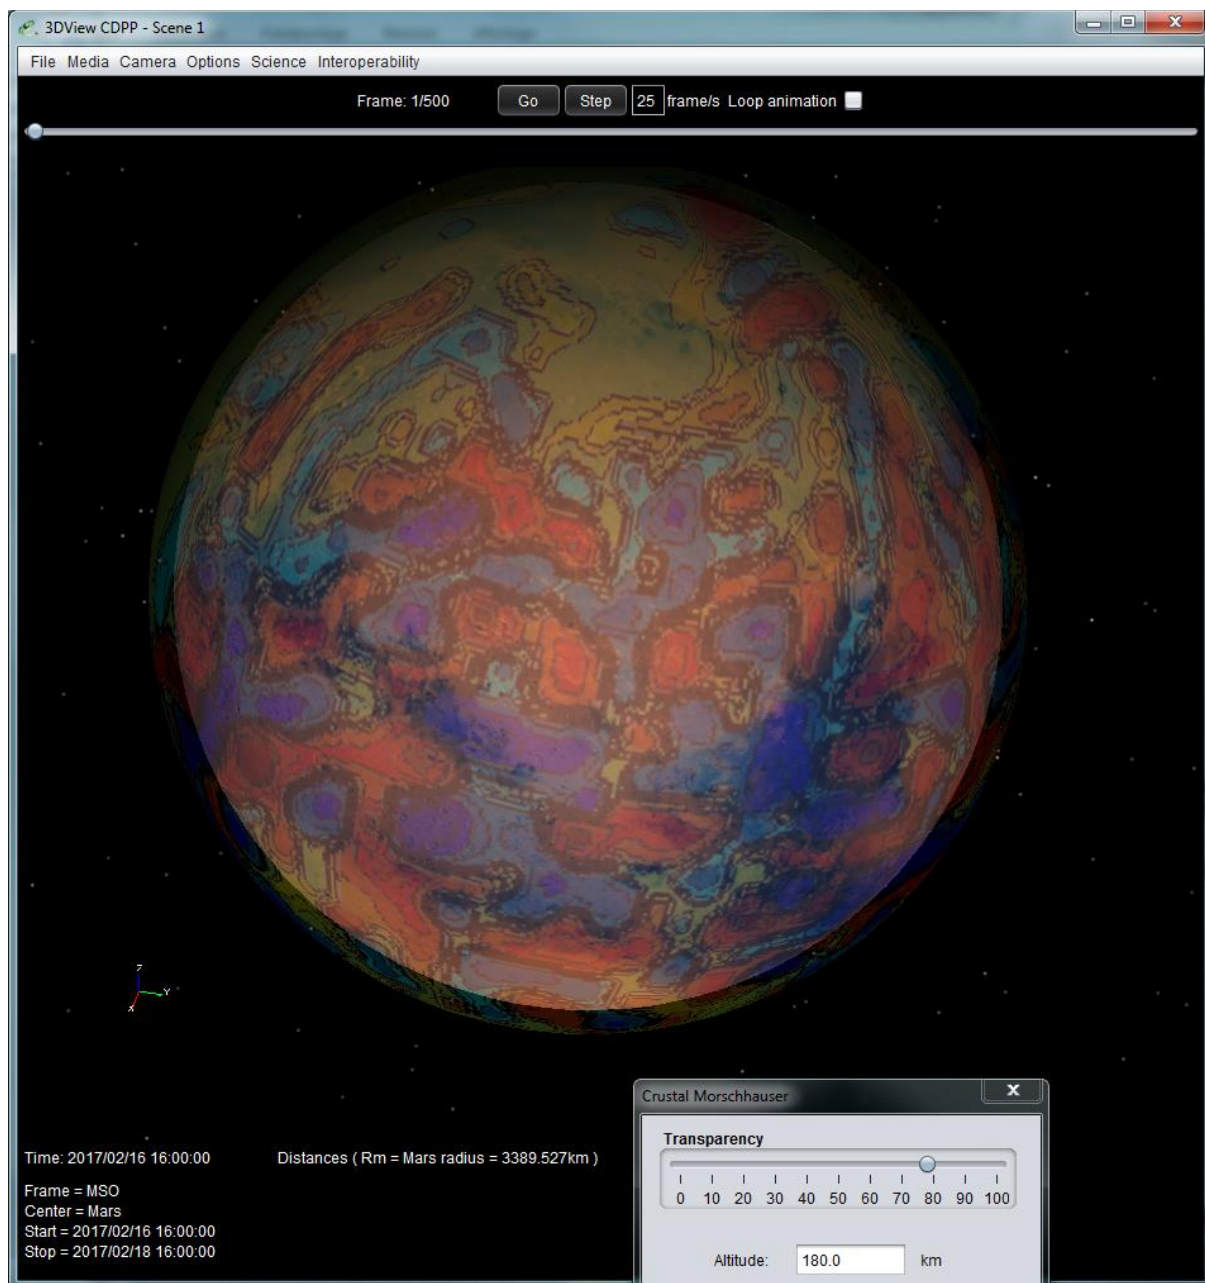 3DView CDPP - Scene 1
File Media Camera Options Science Interoperability
Frame: 1/500 Go Step 25 frame/s Loop animation
Z
Y
X
Crustal Morschhauser
Transparency
Time: 2017/02/16 16:00:00 Distances ( Rm = Mars radius = 3389.527km )
0 10 20 30 40 50 60 70 80 90 100
Frame = MSO
Center = Mars
Start = 2017/02/16 16:00:00
Stop = 2017/02/18 16:00:00
Altitude: 180.0 km